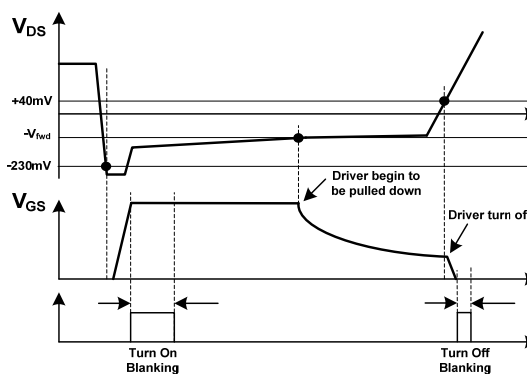 VDS
+40mV
-Vfwd
-230mV
Driver begin to
be pulled down
VGS
Driver turn of
Turn On
Blanking
Turn Off
Blanking